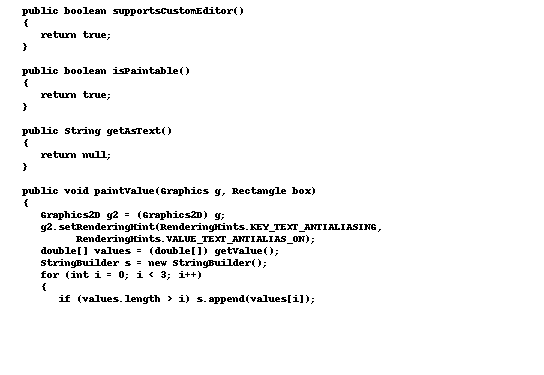 public boolean supportsCustomEditor()
{
return true;
}
public boolean isPaintable()
{
return true;
}
public String getAsText()
{
return null;
}
public void paintValue(Graphics g, Rectangle box)
{
Graphics2D g2 = (Graphics2D) g;
g2.setRenderingHint(RenderingHints.KEY_TEXT_ANTIALIASING,
RenderingHints.VALUE_TEXT_ANTIALIAS_ON);
double[] values = (double[]) getValue();
StringBuilder s = new StringBuilder();
for (int i = 0; i < 3; i++)
{
if (values.length > i) s.append(values[i]);